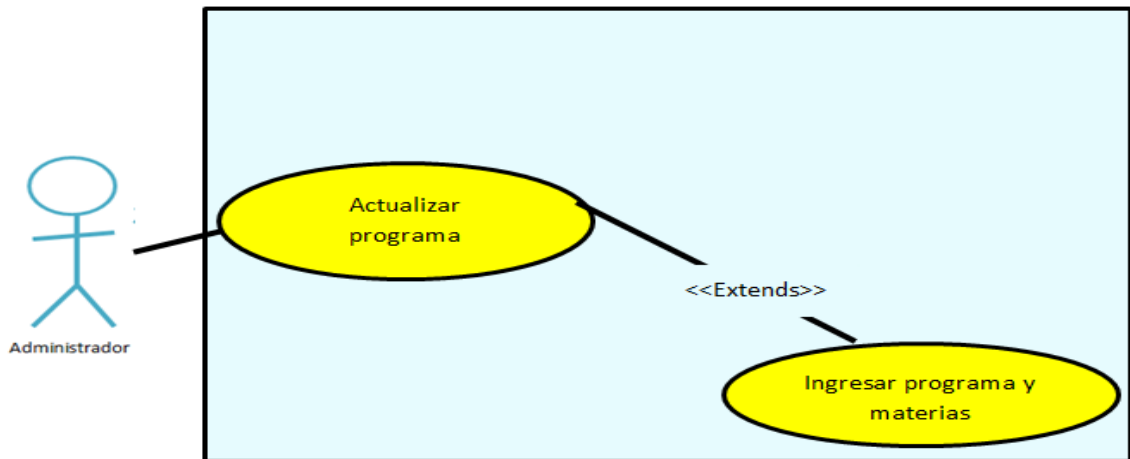 Actualizar
programa
<<Extends>>
Administrador
Ingresar programa y
materias